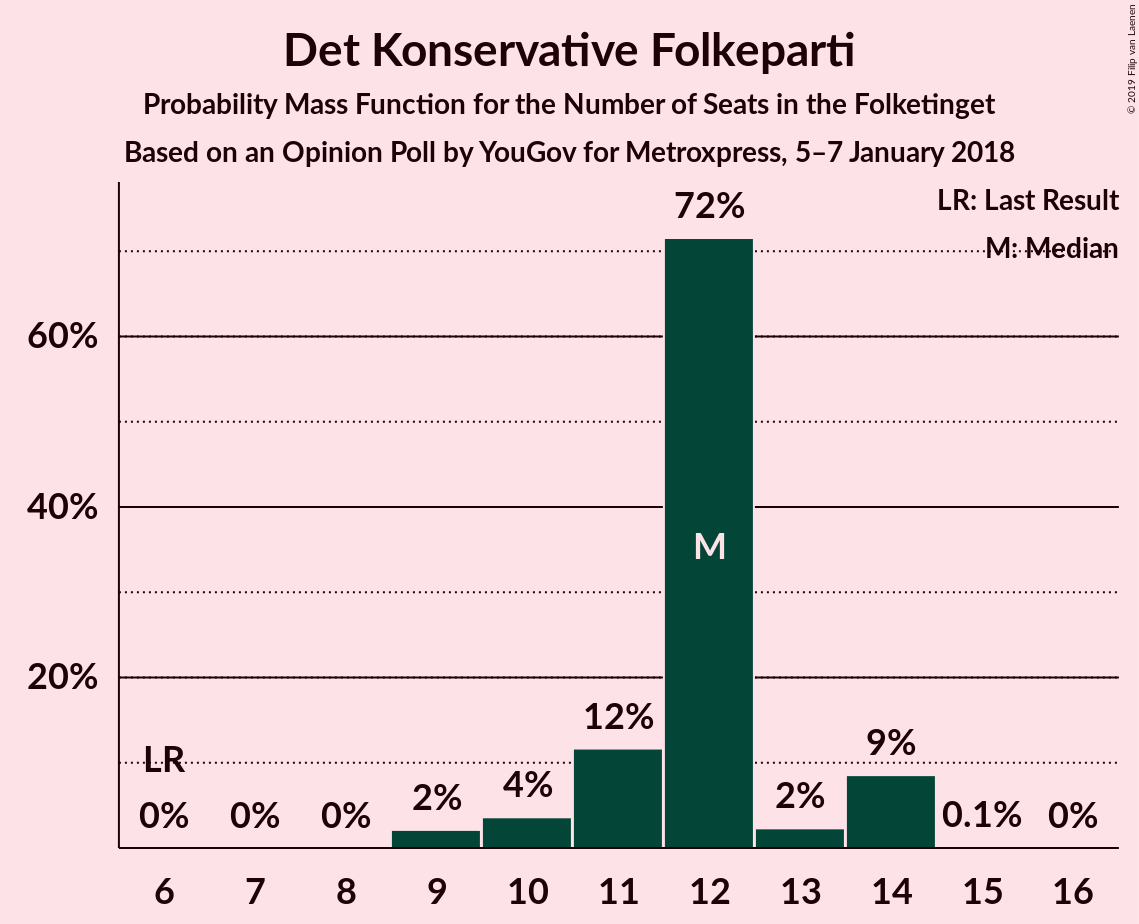 Det Konservative Folkeparti
Probability Mass Function for the Number of Seats in the Folketinget
Based on an Opinion Poll by YouGov for Metroxpress, 5–7 January 2018
© 2019 Filip van Laenen
LR: Last Result
M: Median
72%
60%
40%
M
20%
12%
9%
LR
4%
2%
2%
0%
0%
0%
0.1%
0%
6 7 8 9 10 11 12 13 14 15 16